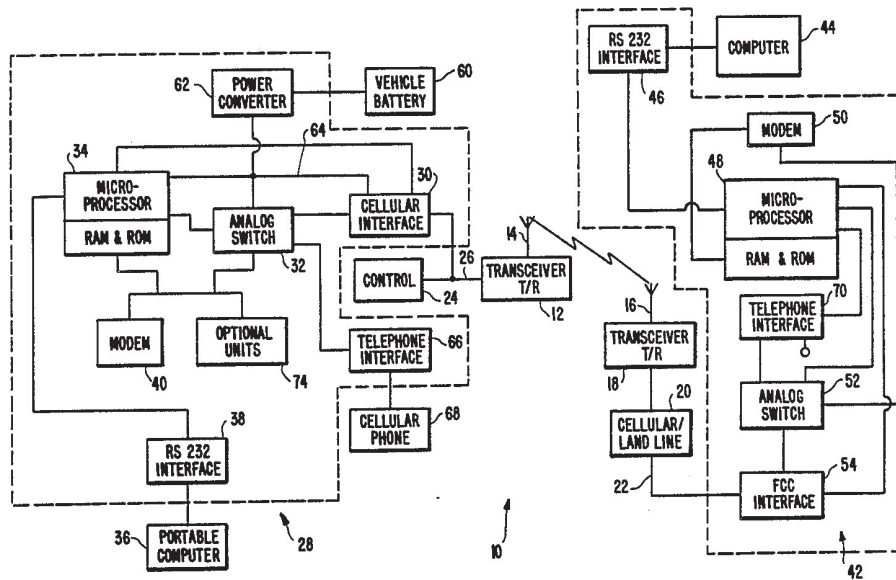 62
POWER
CONVERTER
VEHICLE
BATTERY
60
64
34
MICRO-
PROCESSOR
RAM & ROM
ANALOG
SWITCH
32
30
CELLULAR
INTERFACE
CONTROL
24
26
14
TRANSCEIVER
T/R
12
MODEM
40
OPTIONAL
UNITS
74
TELEPHONE
INTERFACE
66
CELLULAR
PHONE
68
38
RS 232
INTERFACE
36
PORTABLE
COMPUTER
28
10
16
TRANSCEIVER
T/R
18
20
CELLULAR/
LAND LINE
22
RS 232
INTERFACE
46
COMPUTER
44
MODEM
50
48
MICRO-
PROCESSOR
RAM & ROM
70
TELEPHONE
INTERFACE
52
ANALOG
SWITCH
54
FCC
INTERFACE
42